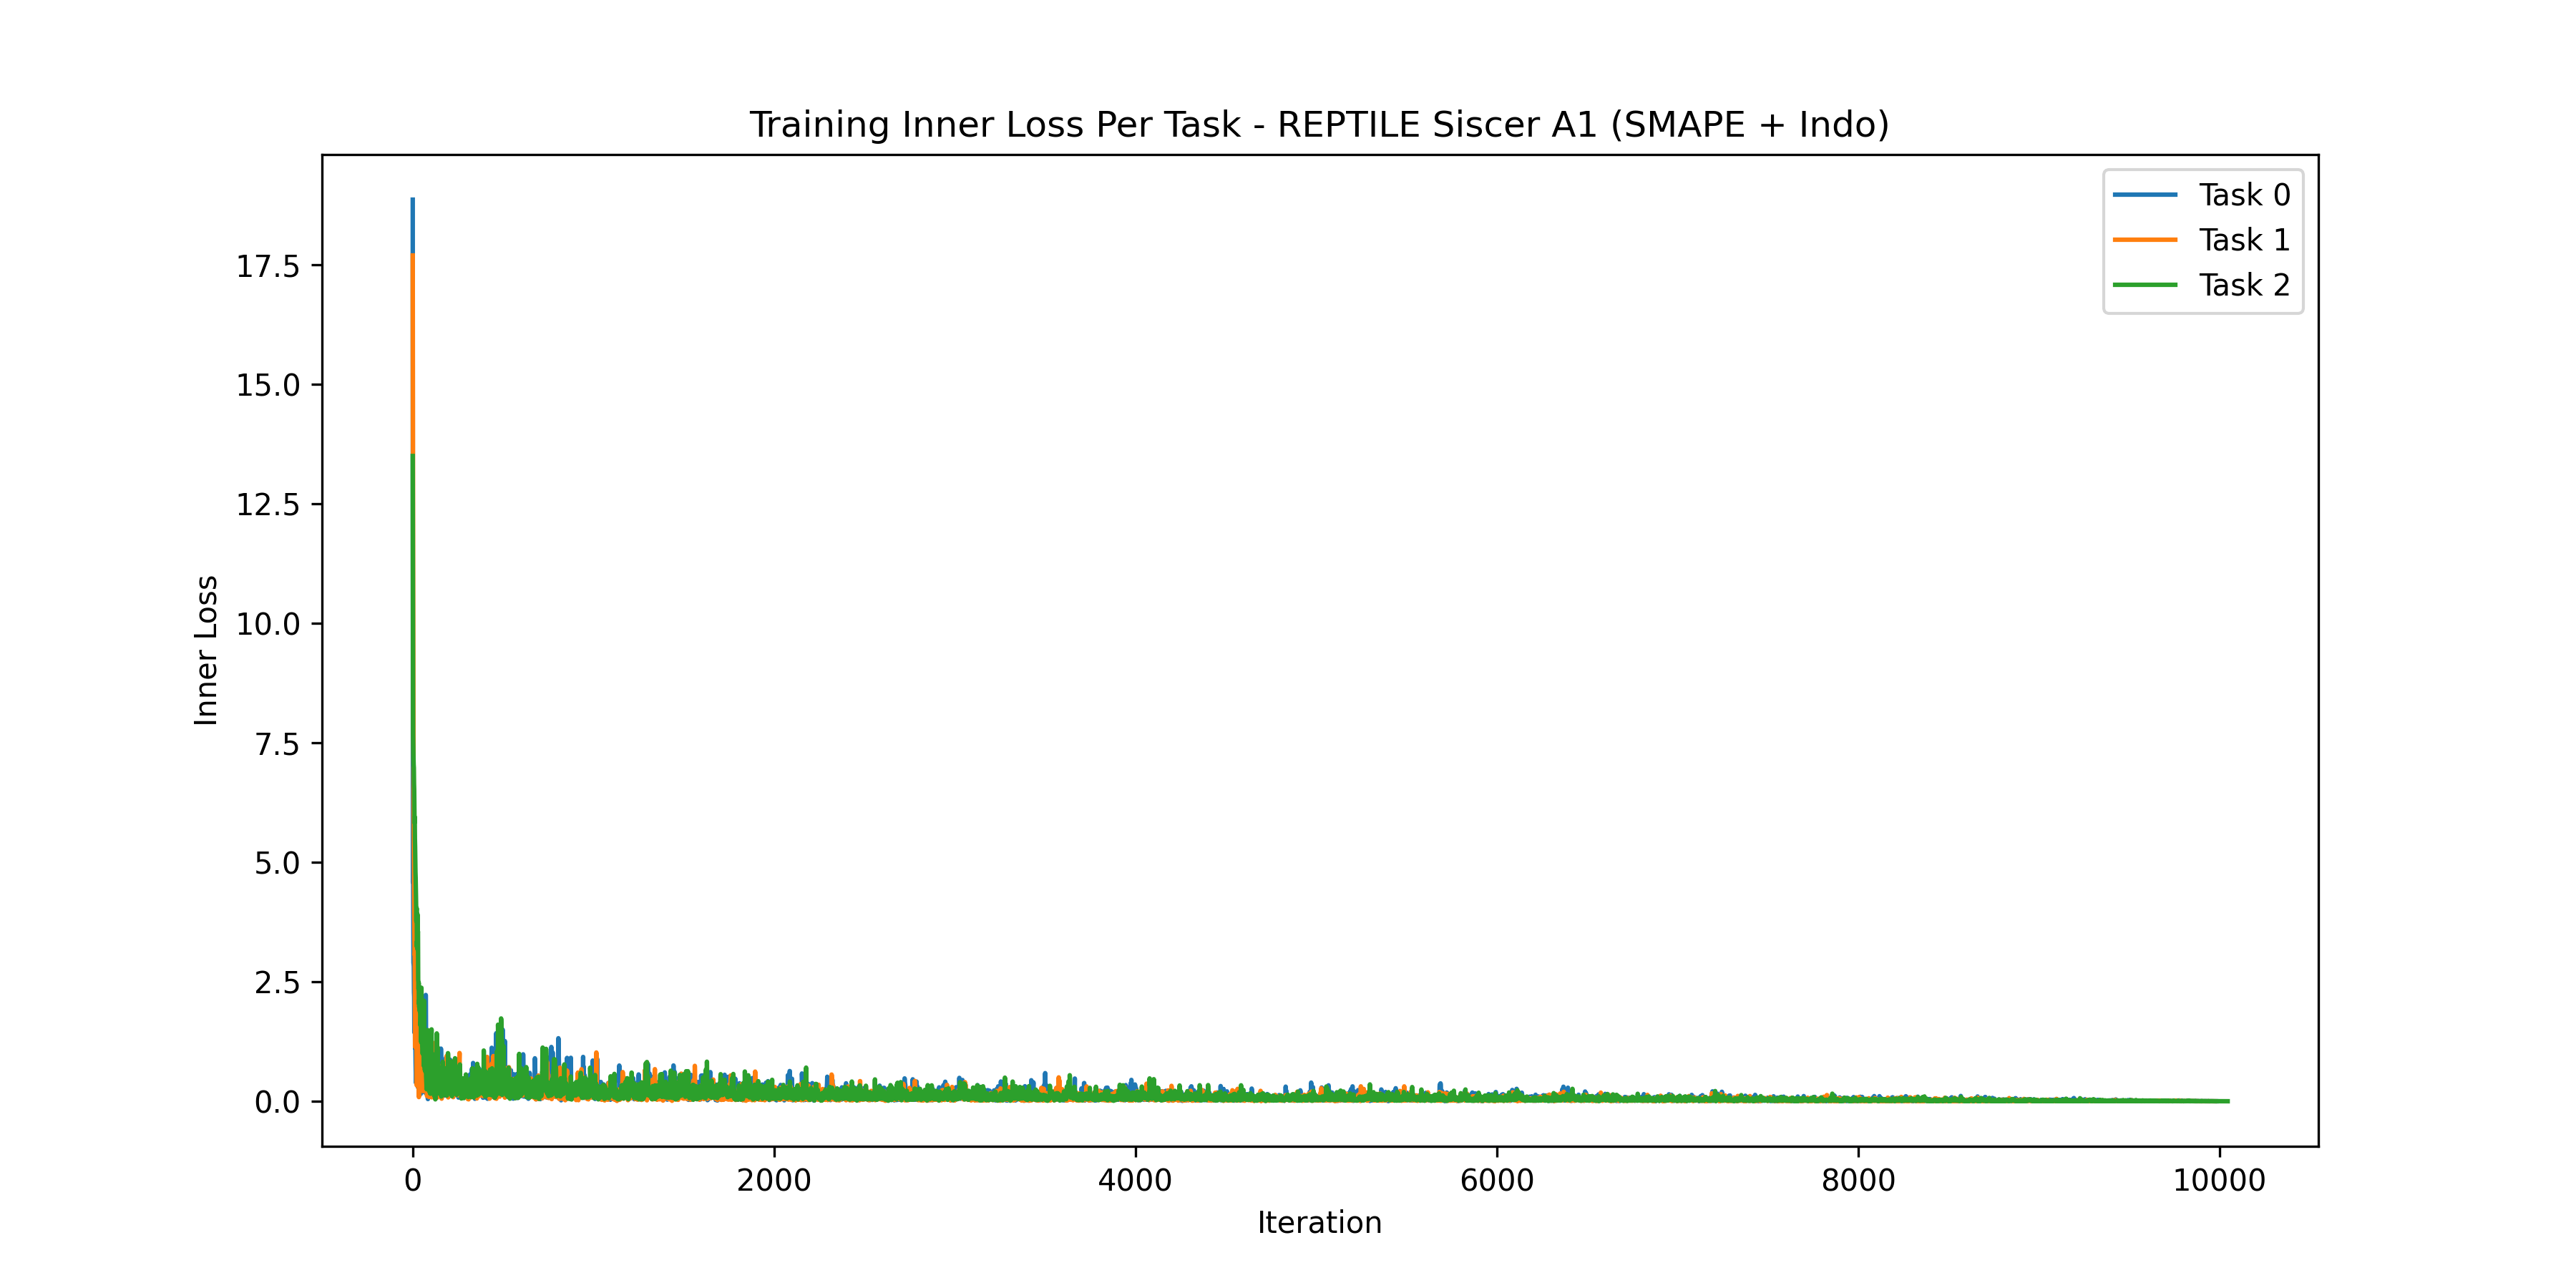 Training Inner Loss Per Task - REPTILE Siscer A1 (SMAPE + Indo)
Task 0
Task 1
Task 2
17.5
15.0
12.5
10.0
7.5
5.0
2.5
0.0
Inner Loss
0 2000 4000 6000 8000 10000
Iteration